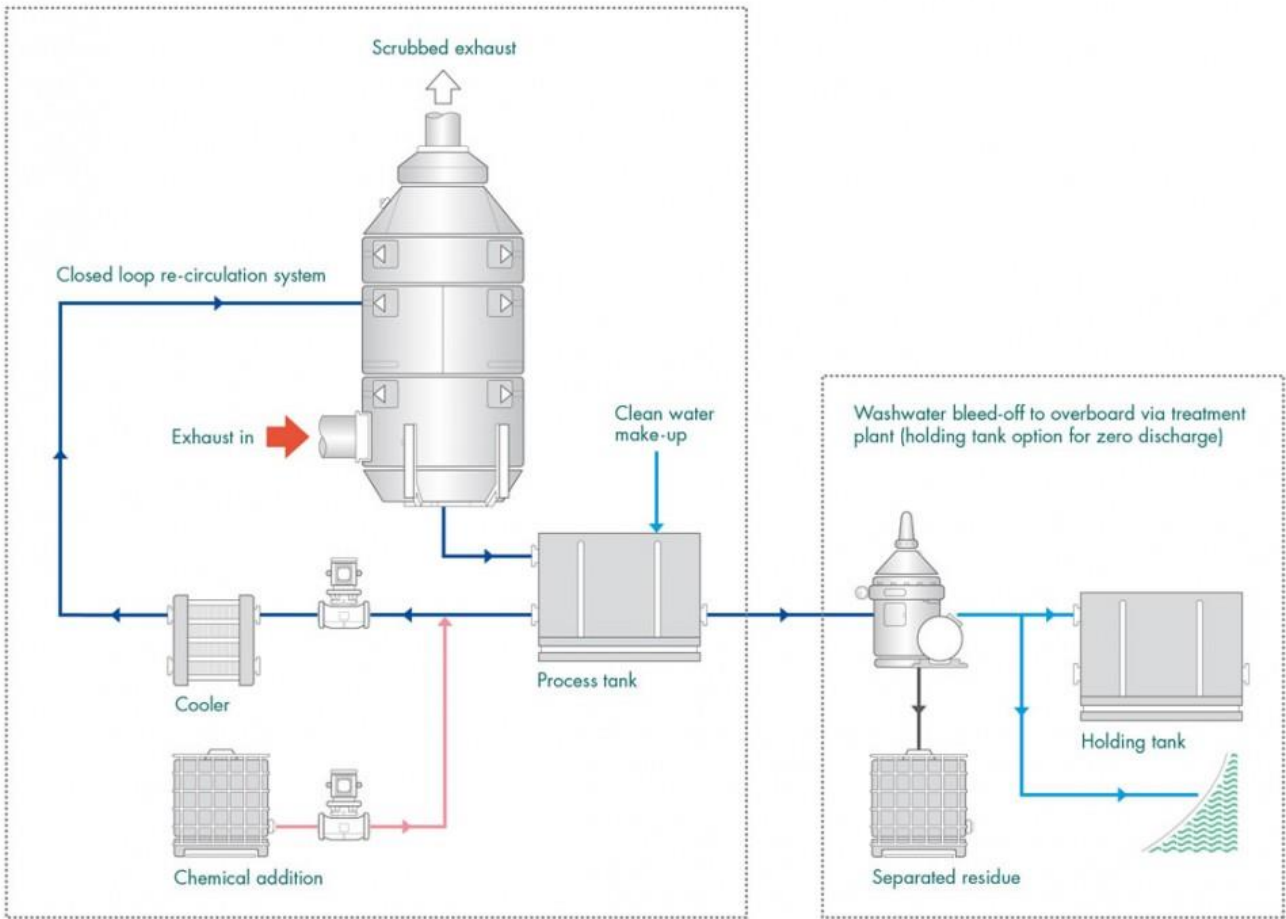 Scrubbed exhaust
Closed loop re-circulation system
Exhaust in
Clean water
make-up
Washwater bleed-off to overboard via treatment
plant (holding tank option for zero discharge)
Process tank
Cooler
Holding tank
Chemical addition
Separated residue